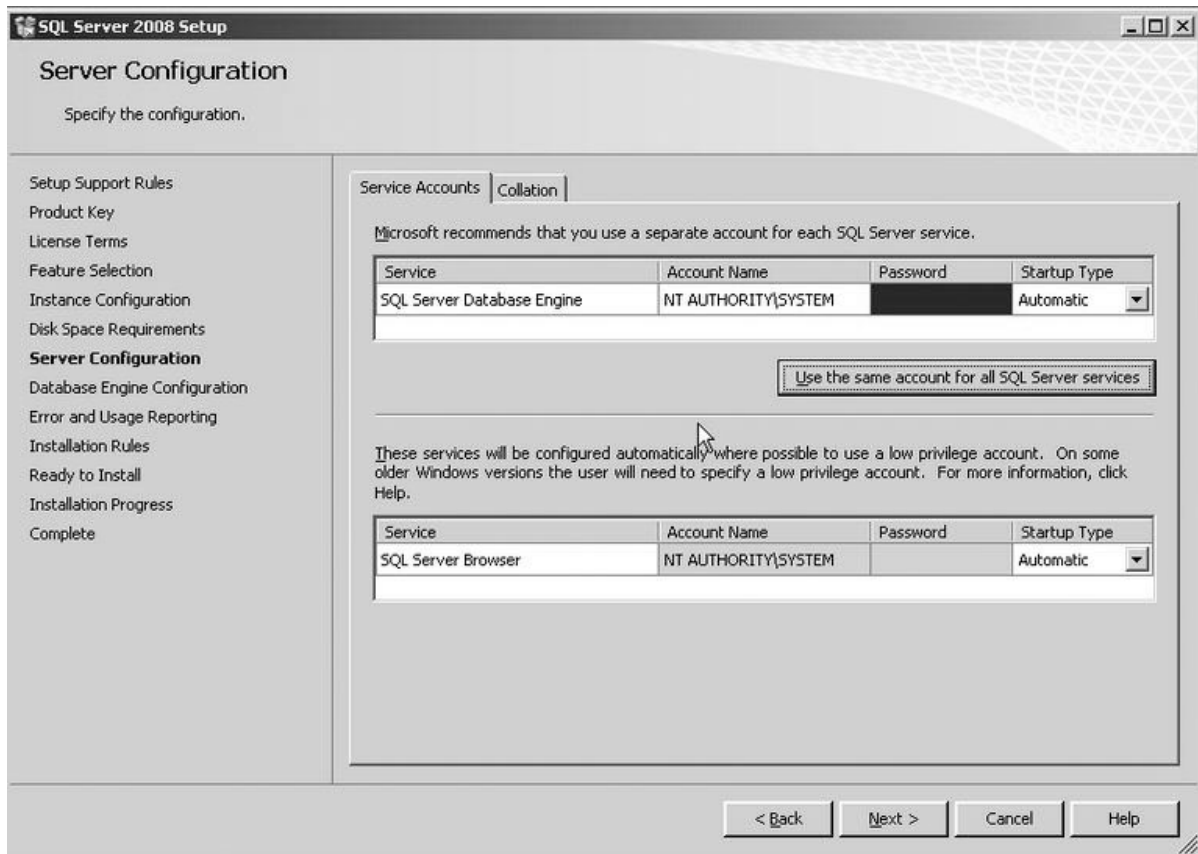 SQL Server 2008 Setup
Server Configuration
Specify the configuration.
Setup Support Rules
Product Key
License Terms
Feature Selection
Instance Configuration
Disk Space Requirements
Server Configuration
Database Engine Configuration
Error and Usage Reporting
Installation Rules
Ready to Install
Installation Progress
Complete
Service Accounts Collation
Microsoft recommends that you use a separate account for each SQL Server service.
Service Account Name Password Startup Type
SQL Server Database Engine NT AUTHORITY\SYSTEM Automatic
Use the same account for all SQL Server services
These services will be configured automatically where possible to use a low privilege account. On some
older Windows versions the user will need to specify a low privilege account. For more information, click
Help.
Service Account Name Password Startup Type
SQL Server Browser NT AUTHORITY\SYSTEM Automatic
< Back Next > Cancel Help